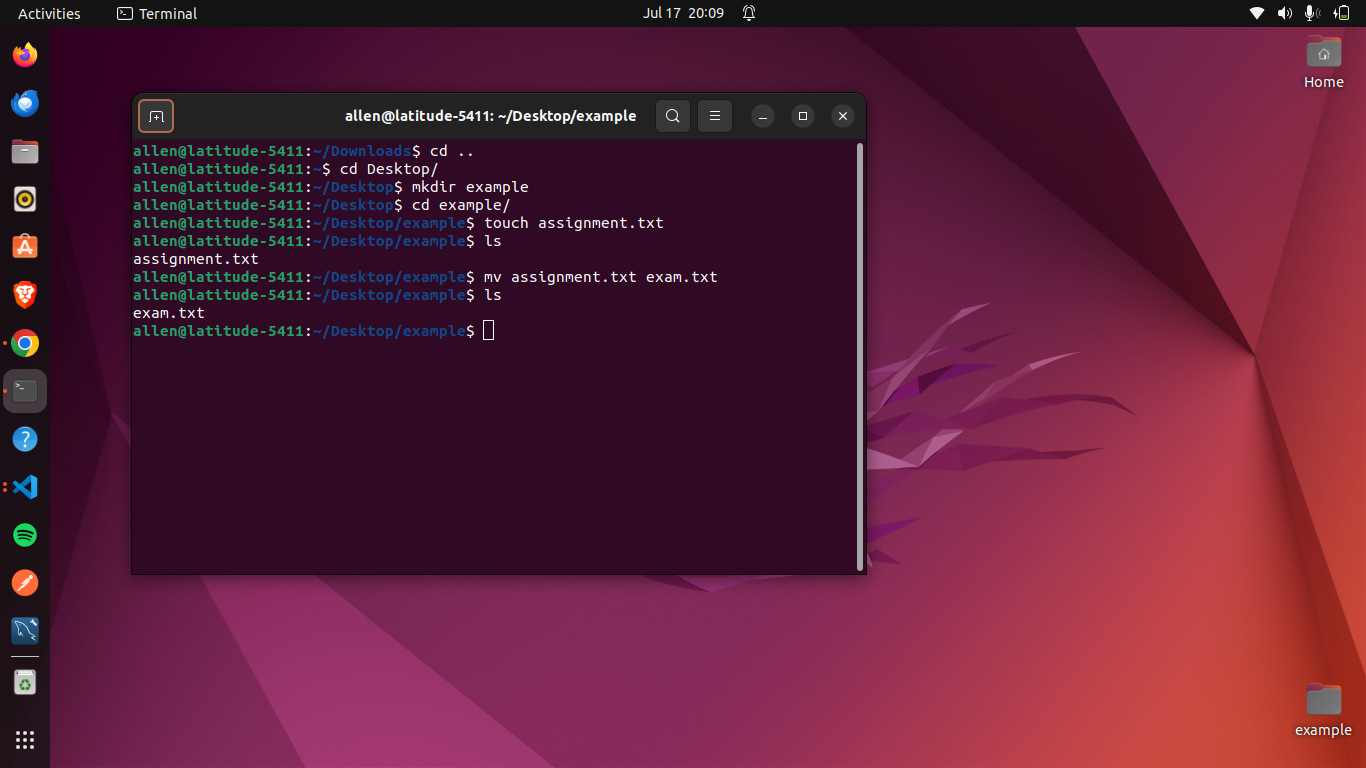 Activities
Terminal
Jul 17 20:09
Home
allen@latitude-5411: ~/Desktop/example
allen@latitude-5411:~/Downloads$ cd ..
allen@latitude-5411:~$ cd Desktop/
allen@latitude-5411:~/Desktop$ mkdir example
allen@latitude-5411:~/Desktop$ cd example/
allen@latitude-5411:~/Desktop/example$ touch assignment.txt
allen@latitude-5411:~/Desktop/example$ ls
assignment.txt
allen@latitude-5411:~/Desktop/example$ mv assignment.txt exam.txt
allen@latitude-5411:~/Desktop/example$ ls
exam.txt
allen@latitude-5411:~/Desktop/example$
example